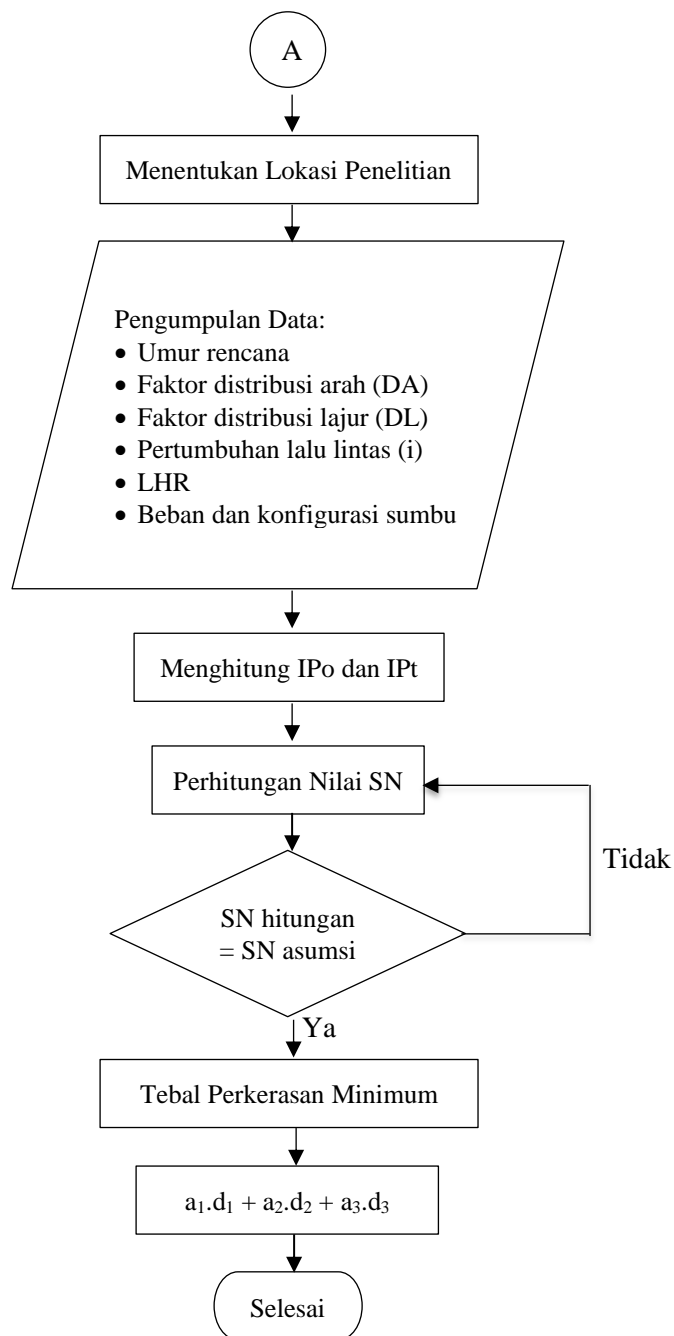 A
Menentukan Lokasi Penelitian
Pengumpulan Data:
• Umur rencana
• Faktor distribusi arah (DA)
• Faktor distribusi lajur (DL)
• Pertumbuhan lalu lintas (i)
• LHR
• Beban dan konfigurasi sumbu
Menghitung IPo dan IPt
Perhitungan Nilai SN
Tidak
SN hitungan
= SN asumsi
Ya
Tebal Perkerasan Minimum
a₁.d₁ + a₂.d₂ + a₃.d₃
Selesai